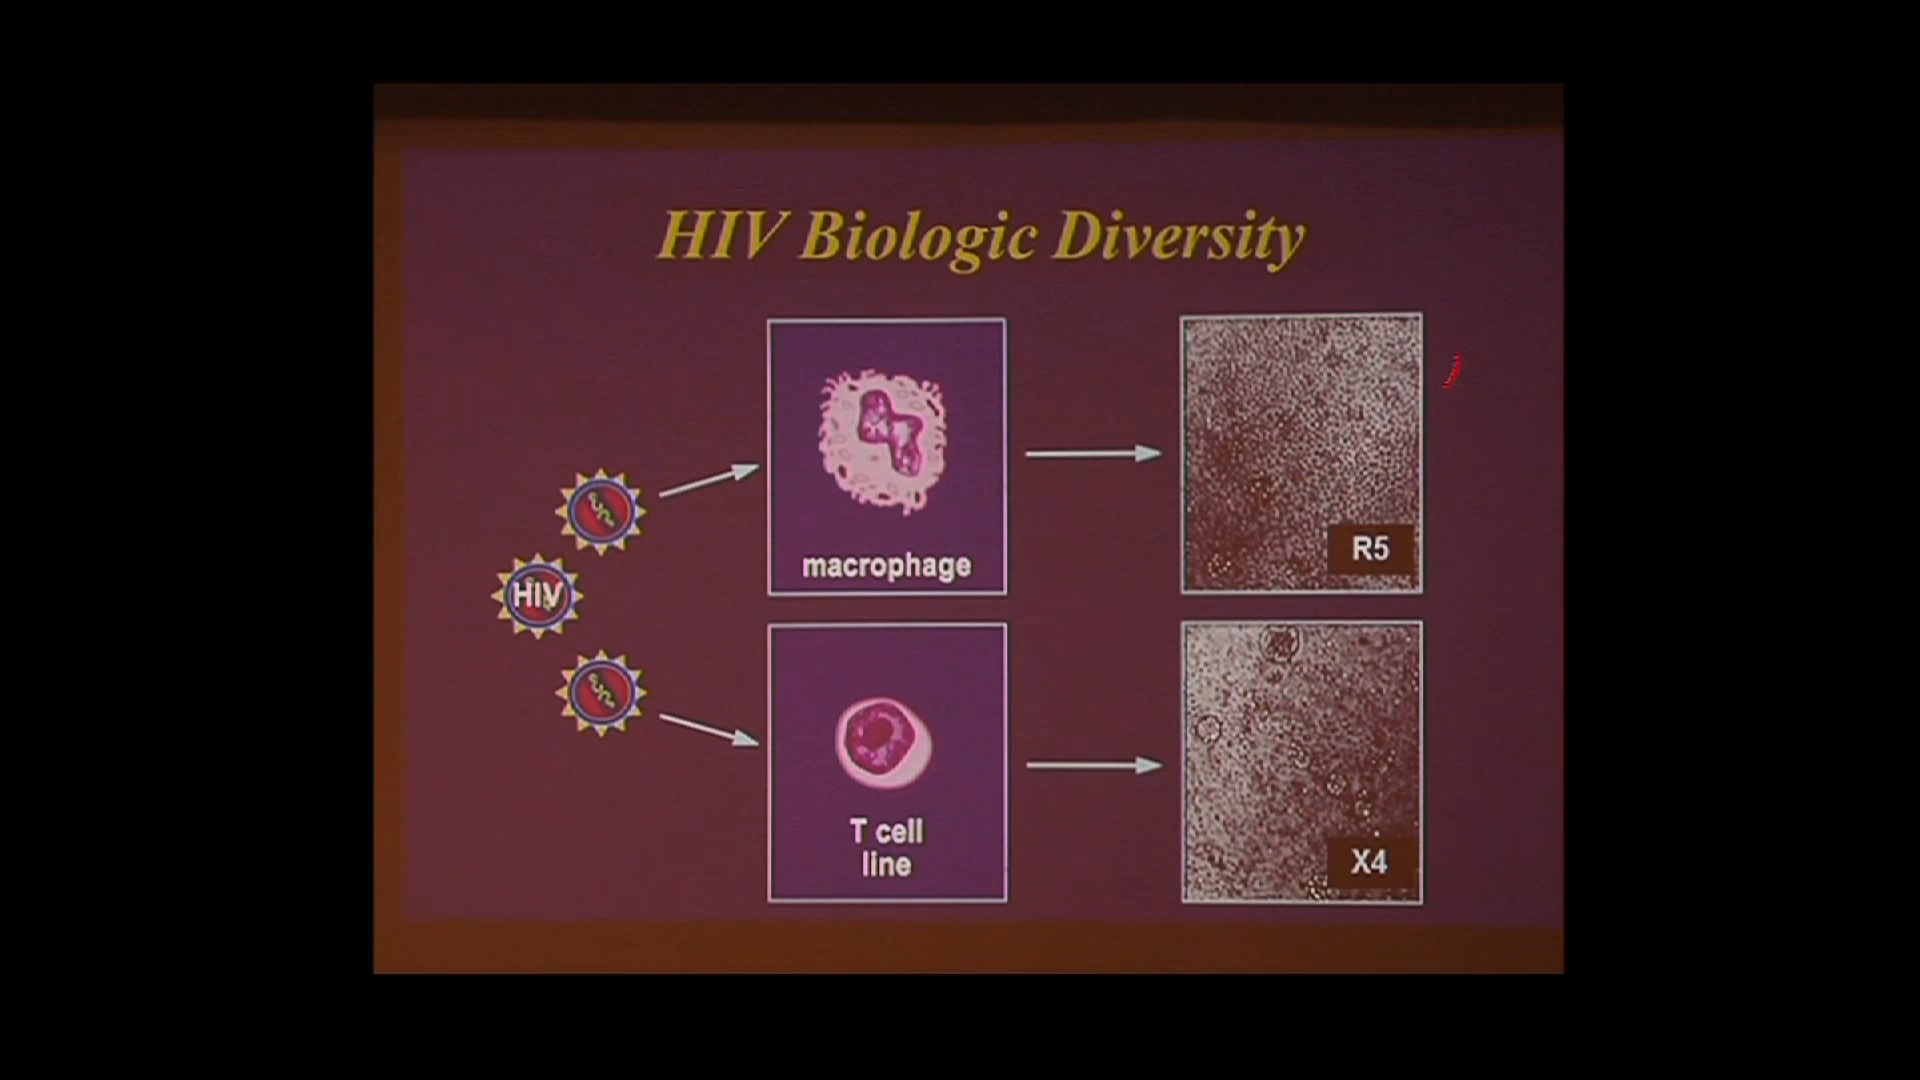 HIV Biologic Diversity
macrophage
R5
HIV
T cell
line
X4